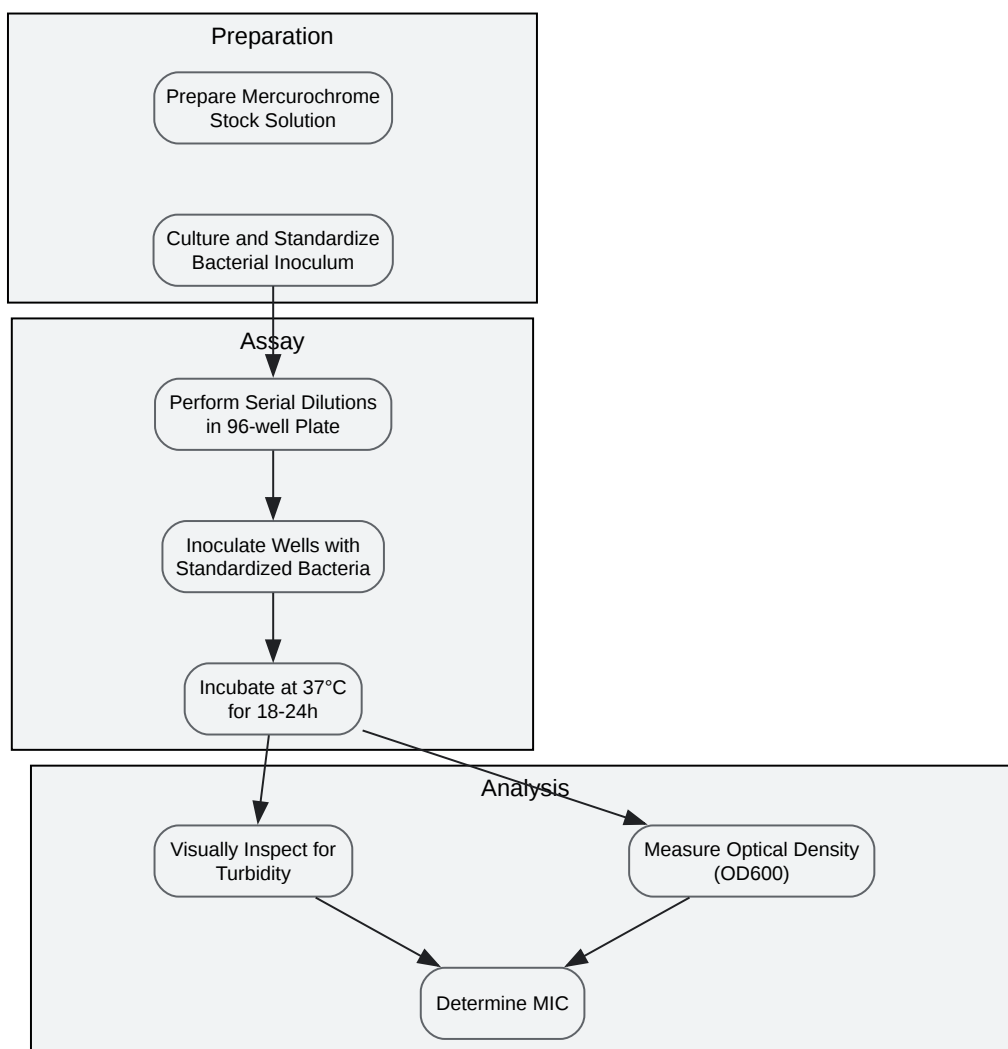 Preparation
Prepare Mercurochrome
Stock Solution
Culture and Standardize
Bacterial Inoculum
Assay
Perform Serial Dilutions
in 96-well Plate
Inoculate Wells with
Standardized Bacteria
Incubate at 37°C
for 18-24h
Analysis
Visually Inspect for
Turbidity
Measure Optical Density
(OD600)
Determine MIC